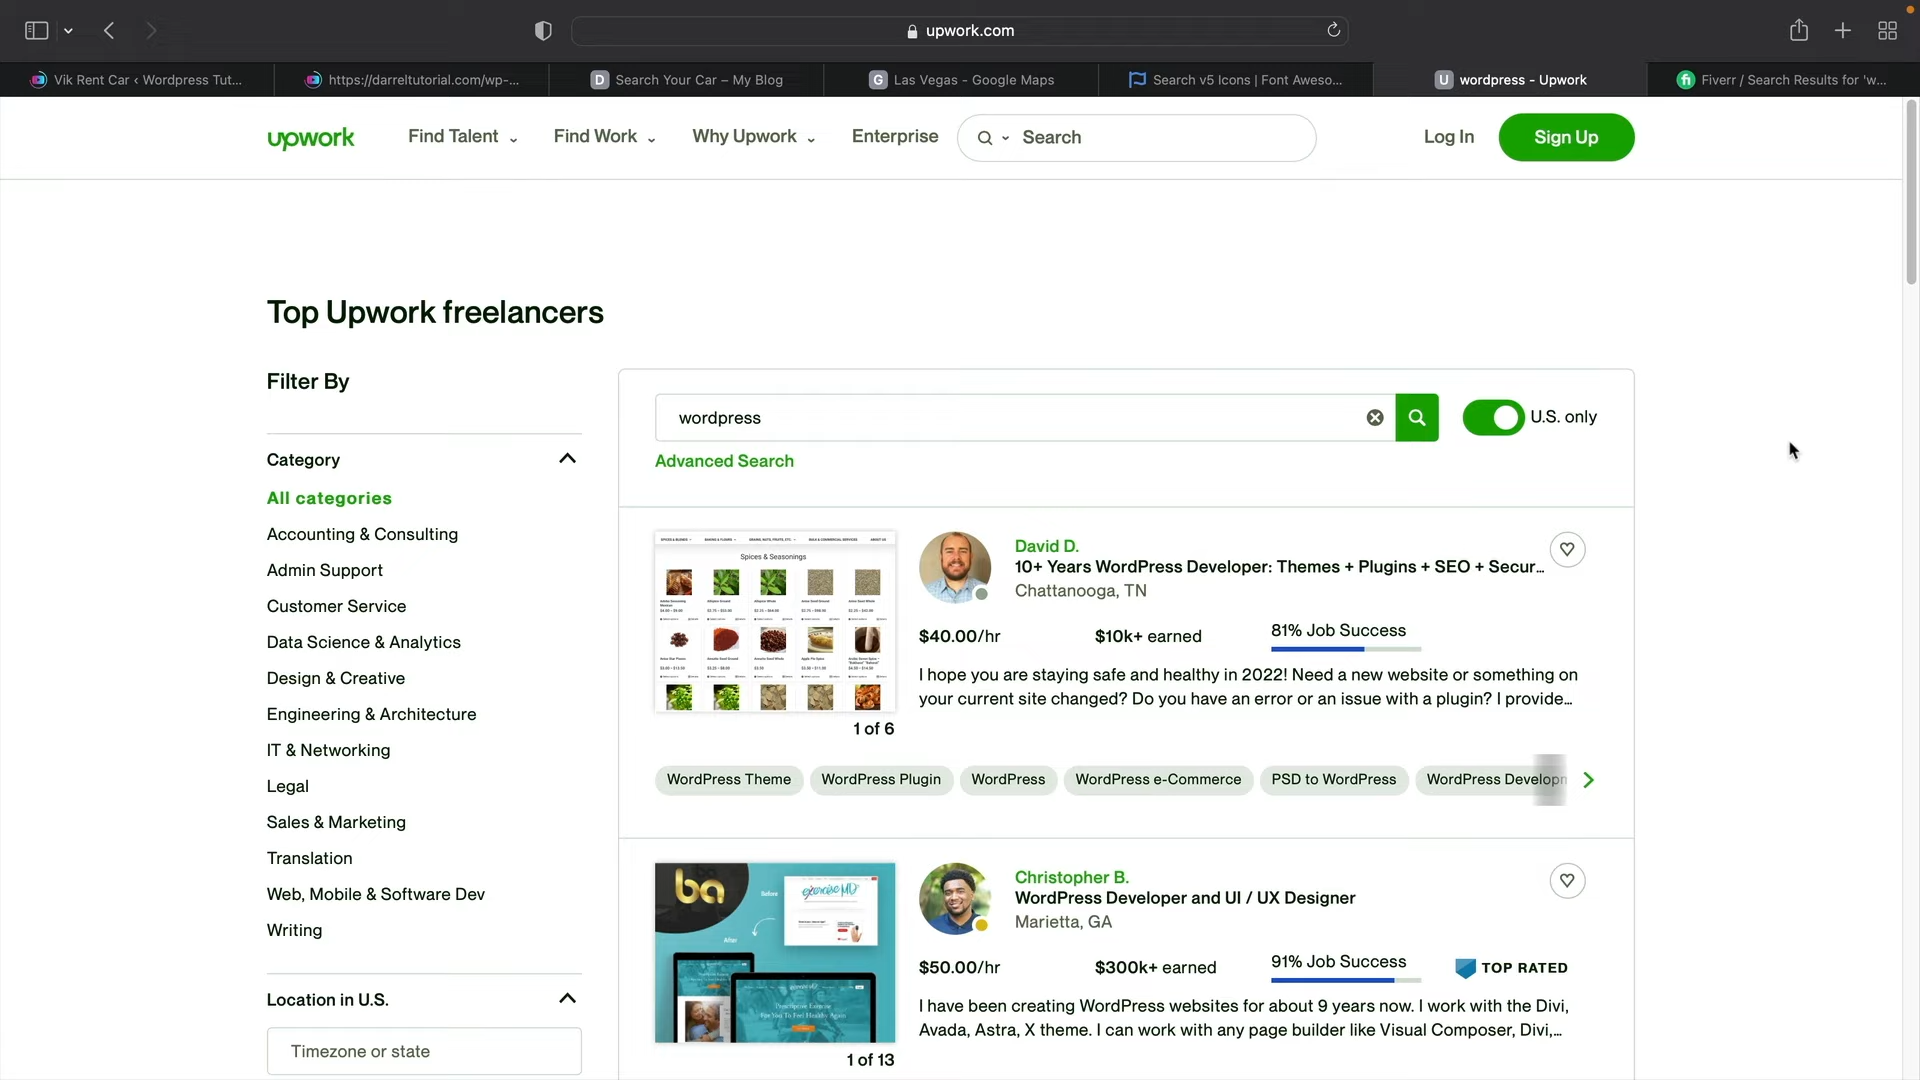 upwork.com
Vik Rent Car ‹ Wordpress Tut...
https://darreltutorial.com/wp-...
D
Search Your Car – My Blog
G
Las Vegas - Google Maps
Search v5 Icons | Font Aweso...
U
wordpress - Upwork
fi
Fiverr / Search Results for 'w...
upwork
Find Talent
Find Work
Why Upwork
Enterprise
Search
Log In
Sign Up
Top Upwork freelancers
Filter By
Category
All categories
Accounting & Consulting
Admin Support
Customer Service
Data Science & Analytics
Design & Creative
Engineering & Architecture
IT & Networking
Legal
Sales & Marketing
Translation
Web, Mobile & Software Dev
Writing
Location in U.S.
Timezone or state
wordpress
U.S. only
Advanced Search
Spices & Seasonings
1 of 6
David D.
10+ Years WordPress Developer: Themes + Plugins + SEO + Secur...
Chattanooga, TN
$40.00/hr
$10k+ earned
81% Job Success
I hope you are staying safe and healthy in 2022! Need a new website or something on
your current site changed? Do you have an error or an issue with a plugin? I provide...
WordPress Theme
WordPress Plugin
WordPress
WordPress e-Commerce
PSD to WordPress
WordPress Developm
ba
Before
exerciseMD
After
1 of 13
Christopher B.
WordPress Developer and UI / UX Designer
Marietta, GA
$50.00/hr
$300k+ earned
91% Job Success
TOP RATED
I have been creating WordPress websites for about 9 years now. I work with the Divi,
Avada, Astra, X theme. I can work with any page builder like Visual Composer, Divi,...